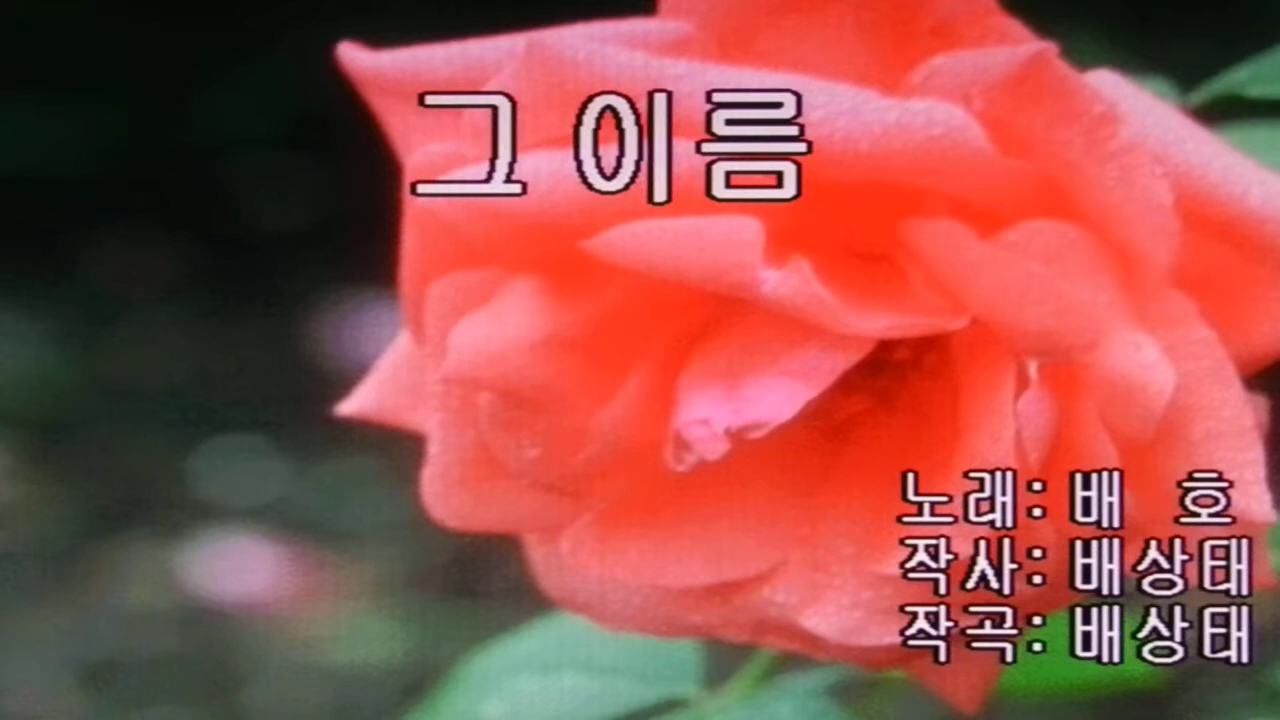 그 이름
노래: 배 호
작사: 배상태
작곡: 배상태